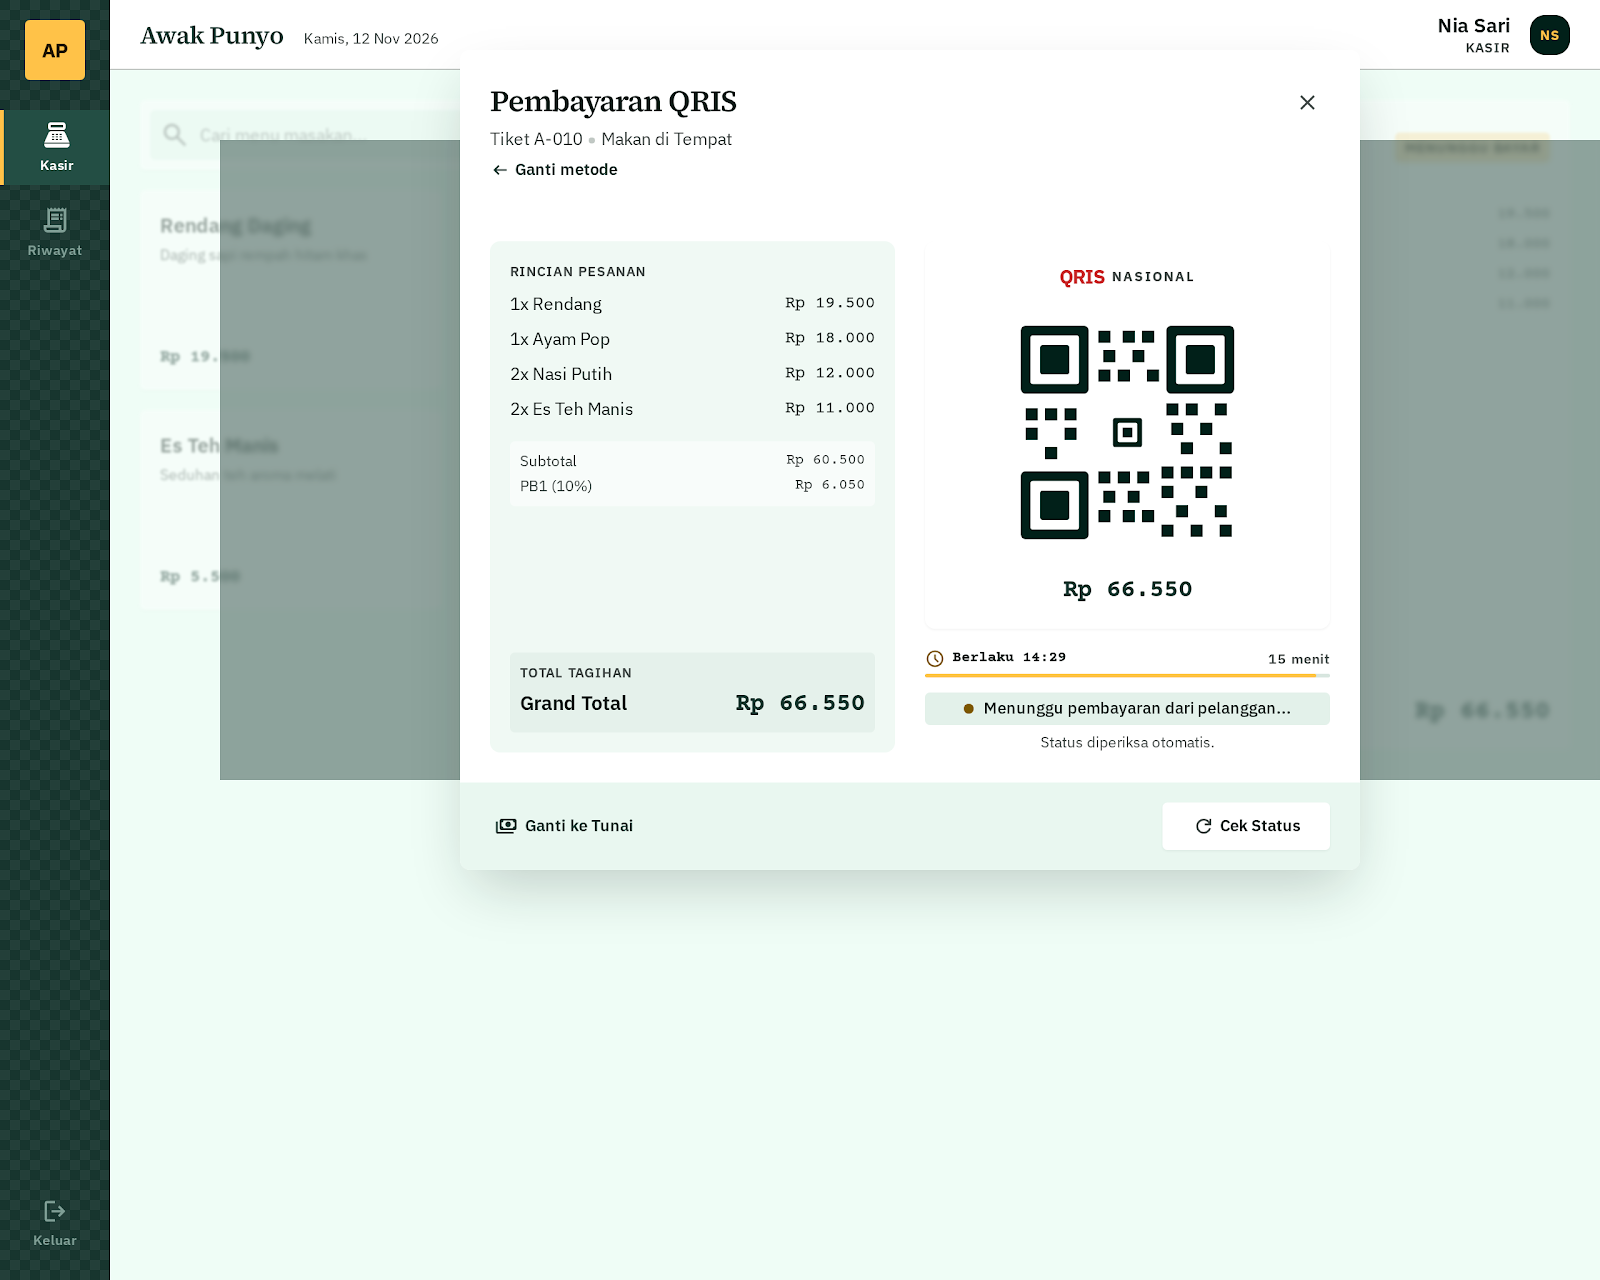 AP
Kasir
Riwayat
Keluar
Awak Punyo
Kamis, 12 Nov 2026
Nia Sari
KASIR
NS
Cari menu masakan...
Rendang Daging
Rp 19.
Es Teh Manis
Rp 5.500
Rp 66.550
Pembayaran QRIS
Tiket A-010 • Makan di Tempat
← Ganti metode
RINCIAN PESANAN
1x Rendang Rp 19.500
1x Ayam Pop Rp 18.000
2x Nasi Putih Rp 12.000
2x Es Teh Manis Rp 11.000
Subtotal Rp 60.500
PB1 (10%) Rp 6.050
TOTAL TAGIHAN
Grand Total Rp 66.550
QRIS NASIONAL
Rp 66.550
Berlaku 14:29 15 menit
Menunggu pembayaran dari pelanggan...
Status diperiksa otomatis.
Ganti ke Tunai
Cek Status